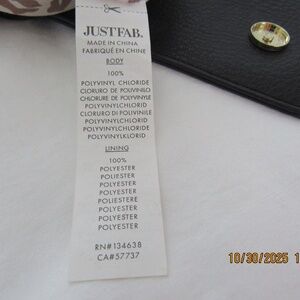 JUSTFAB.
MADE IN CHINA
FABRIQUÉ EN CHINE
BODY
100%
POLYVINYL CHLORIDE
CLORURO DE POLIVINILO
CHLORURE DE POLYVINYLE
POLYVINYLCHLORID
CLORURO DI POLIVINILE
POLYVINYLCHLORIDE
POLYVINYLKLORID
LINING
100%
POLYESTER
POLIESTER
POLYESTER
POLYESTER
POLIESTERE
POLYESTER
POLYESTER
POLYESTER
RN#134638
CA#57737
10/30/2025 1